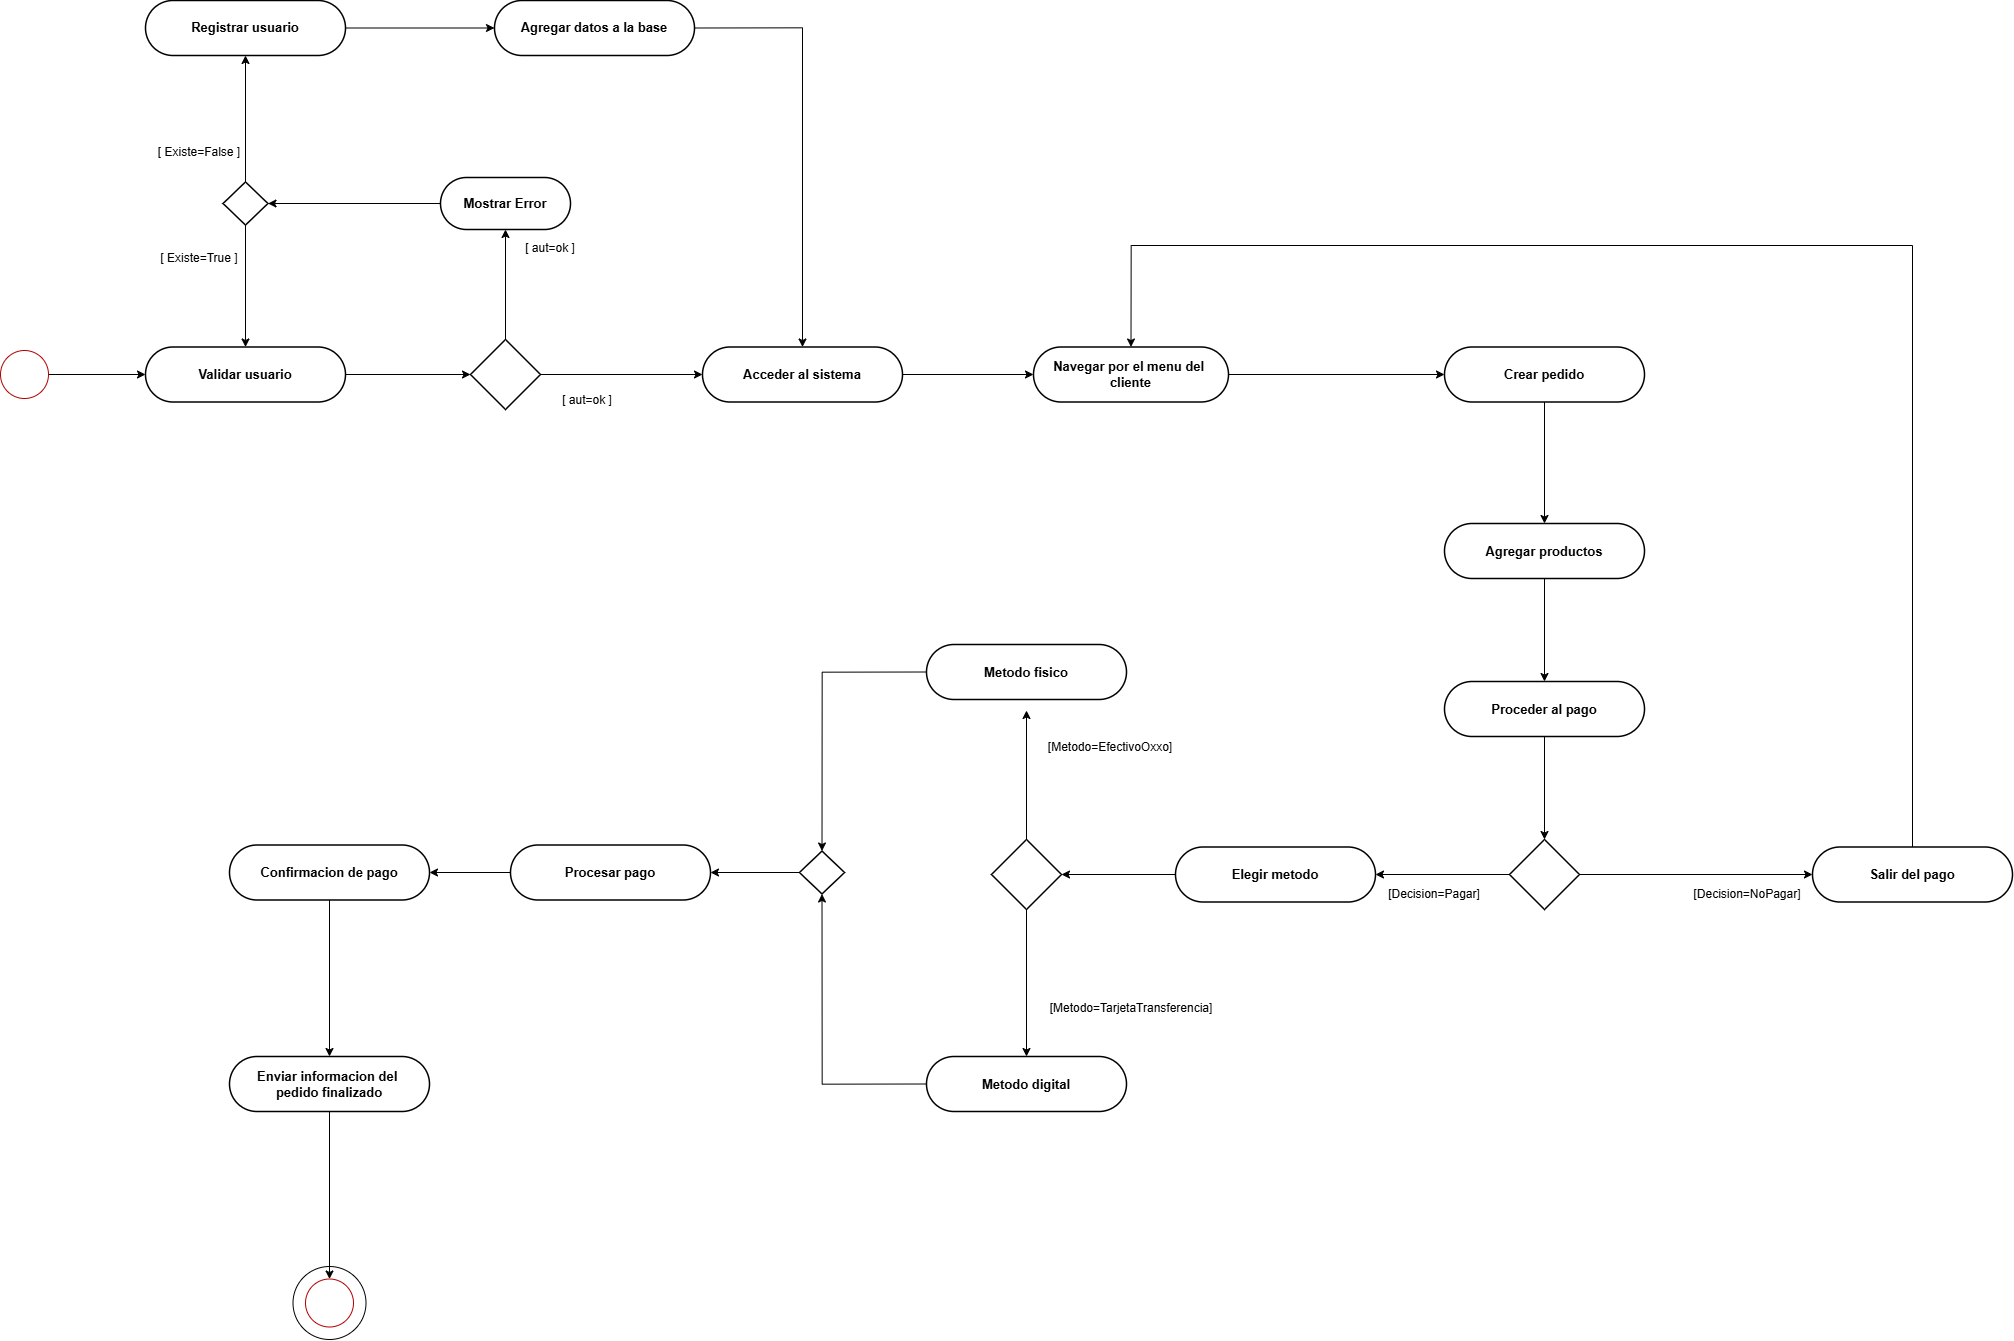 Registrar usuario
Agregar datos a la base
[ Existe=False ]
Mostrar Error
[ aut=ok ]
[ Existe=True ]
Validar usuario
[ aut=ok ]
Acceder al sistema
Navegar por el menu del
cliente
Crear pedido
Agregar productos
Metodo fisico
Proceder al pago
[Metodo=EfectivoOxxo]
Confirmacion de pago
Procesar pago
Elegir metodo
[Decision=Pagar]
[Decision=NoPagar]
Salir del pago
[Metodo=TarjetaTransferencia]
Enviar informacion del
pedido finalizado
Metodo digital